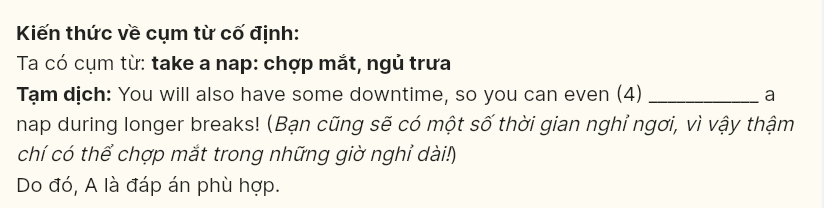 Kiến thức về cụm từ cố định:
Ta có cụm từ: take a nap: chợp mắt, ngủ trưa
Tạm dịch: You will also have some downtime, so you can even (4) ____________ a
nap during longer breaks! (Bạn cũng sẽ có một số thời gian nghỉ ngơi, vì vậy thậm
chí có thể chợp mắt trong những giờ nghỉ dài!)
Do đó, A là đáp án phù hợp.